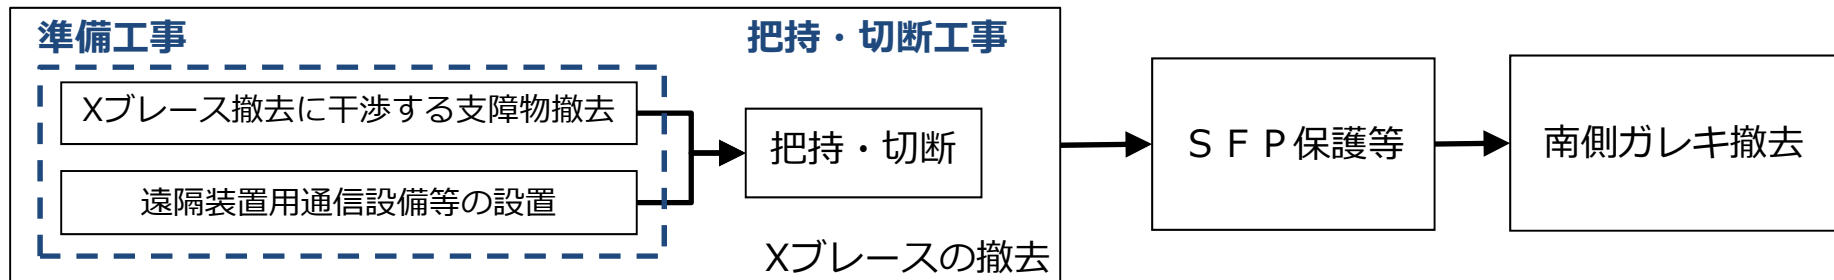 準備工事
把持・切断工事
Xブレース撤去に干渉する支障物撤去
遠隔装置用通信設備等の設置
把持・切断
Xブレースの撤去
ＳＦＰ保護等
南側ガレキ撤去